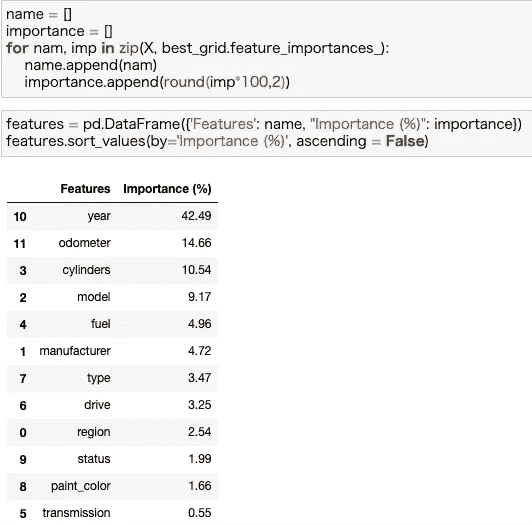 name = []
importance = []
for nam, imp in zip(X, best_grid.feature_importances_):
    name.append(nam)
    importance.append(round(imp*100,2))
features = pd.DataFrame({'Features': name, "Importance (%)": importance})
features.sort_values(by='Importance (%)', ascending = False)
Features Importance (%)
10 year 42.49
11 odometer 14.66
3 cylinders 10.54
2 model 9.17
4 fuel 4.96
1 manufacturer 4.72
7 type 3.47
6 drive 3.25
0 region 2.54
9 status 1.99
8 paint_color 1.66
5 transmission 0.55